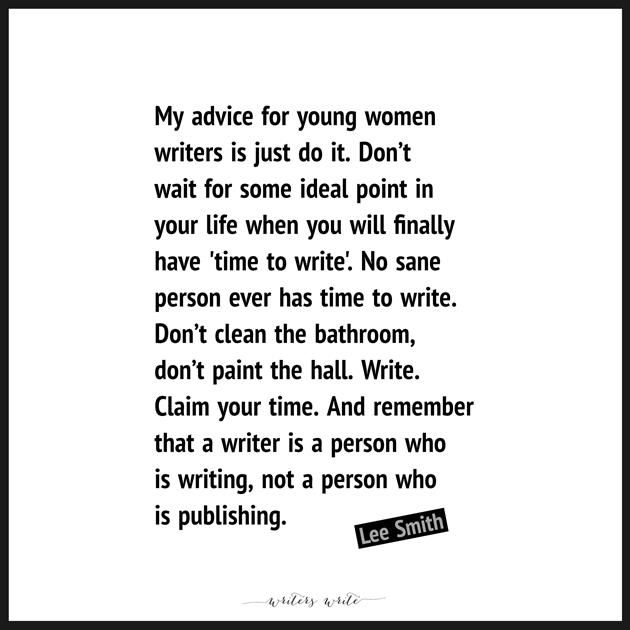 My advice for young women
writers is just do it. Don’t
wait for some ideal point in
your life when you will finally
have 'time to write'. No sane
person ever has time to write.
Don’t clean the bathroom,
don’t paint the hall. Write.
Claim your time. And remember
that a writer is a person who
is writing, not a person who
is publishing.
Lee Smith
writers write